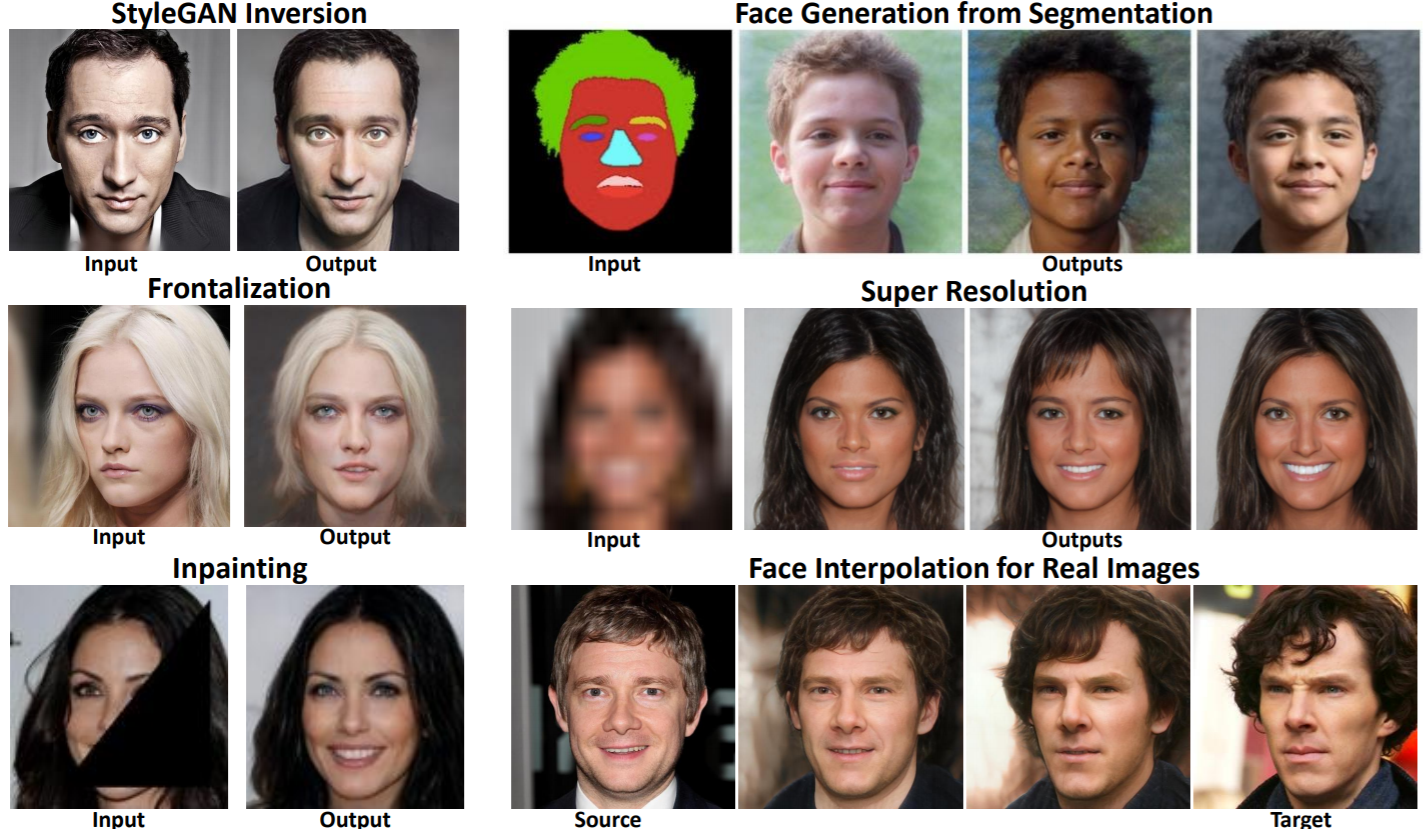 StyleGAN Inversion
Face Generation from Segmentation
Input
Output
Input
Outputs
Frontalization
Super Resolution
Input
Output
Input
Outputs
Inpainting
Face Interpolation for Real Images
Input
Output
Source
Target